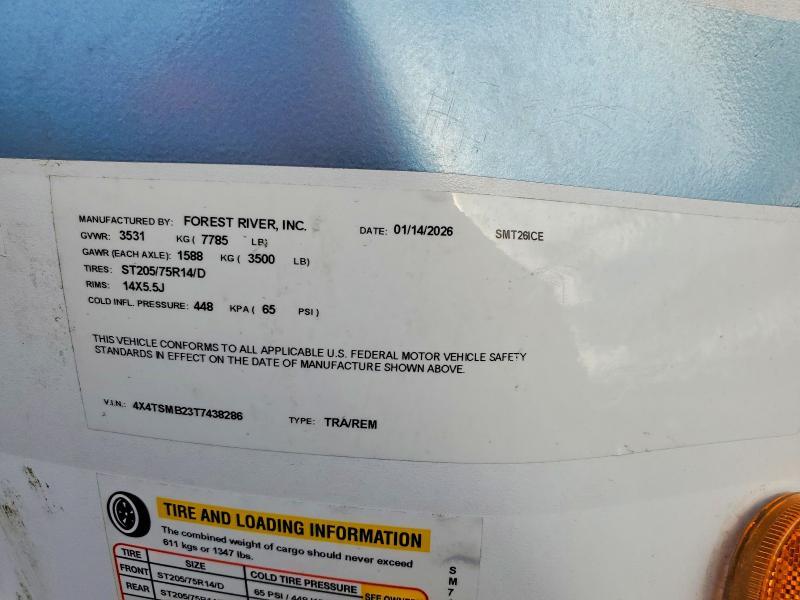 MANUFACTURED BY: FOREST RIVER, INC. DATE: 01/14/2026 SMT26ICE
GVWR: 3531 KG ( 7785 LB)
GAWR (EACH AXLE): 1588 KG ( 3500 LB)
TIRES: ST205/75R14/D
RIMS: 14X5.5J
COLD INFL. PRESSURE: 448 KPA ( 65 PSI )
THIS VEHICLE CONFORMS TO ALL APPLICABLE U.S. FEDERAL MOTOR VEHICLE SAFETY
STANDARDS IN EFFECT ON THE DATE OF MANUFACTURE SHOWN ABOVE.
V.I.N.: 4X4TSMB23T7438286 TYPE: TRA/REM
TIRE AND LOADING INFORMATION
The combined weight of cargo should never exceed
611 kgs or 1347 lbs.
TIRE SIZE COLD TIRE PRESSURE SEE OWNER
FRONT ST205/75R14/D 65 PSI / 448
REAR
SM7